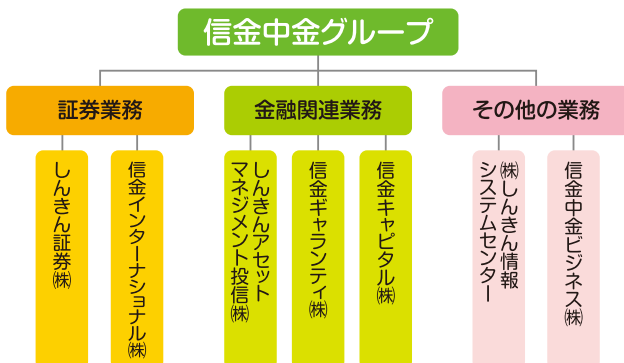 信金中金グループ
証券業務
金融関連業務
その他の業務
しんきん証券㈱
信金インターナショナル㈱
しんきんアセット
マネジメント投信㈱
信金ギャランティ㈱
信金キャピタル㈱
㈱しんきん情報
システムセンター
信金中金ビジネス㈱